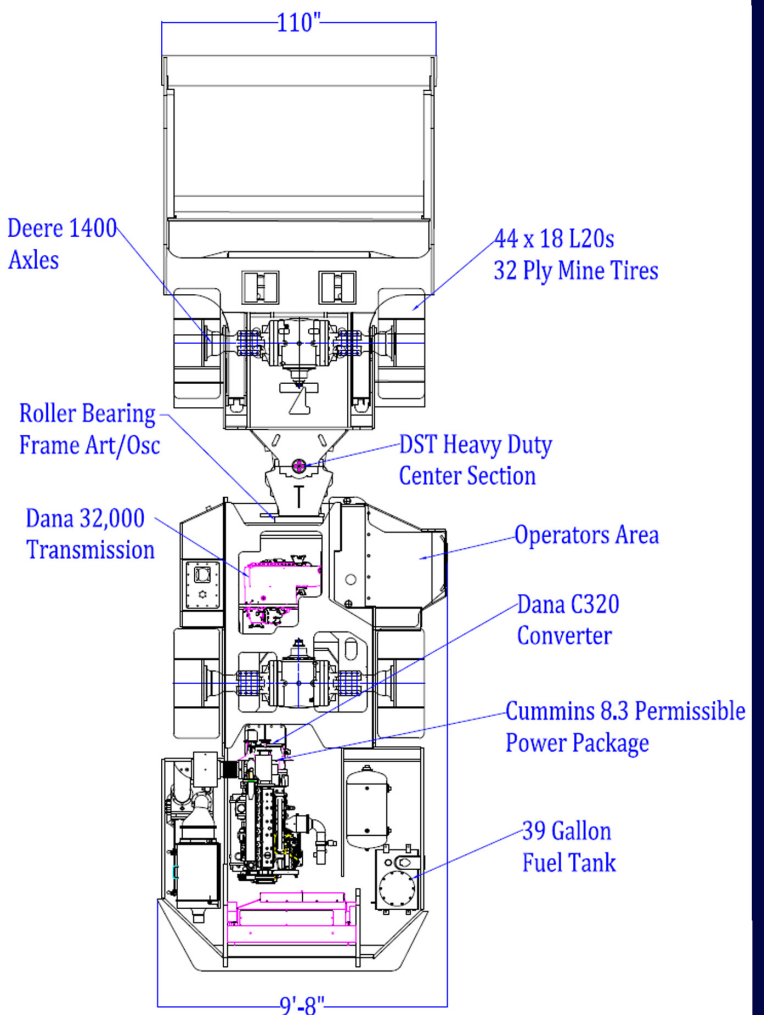 110"
Deere 1400
Axles
44 x 18 L20s
32 Ply Mine Tires
Roller Bearing
Frame Art/Osc
DST Heavy Duty
Center Section
Dana 32,000
Transmission
Operators Area
Dana C320
Converter
Cummins 8.3 Permissible
Power Package
39 Gallon
Fuel Tank
9'-8"